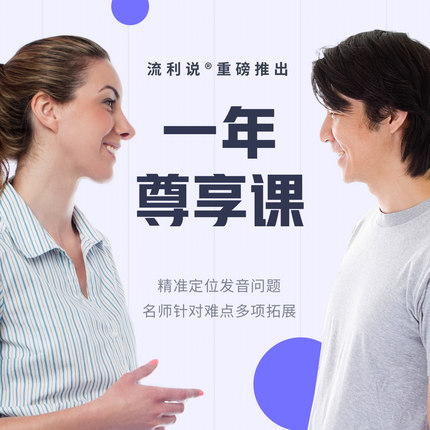 流利说®重磅推出
一年
尊享课
精准定位发音问题
名师针对难点多项拓展